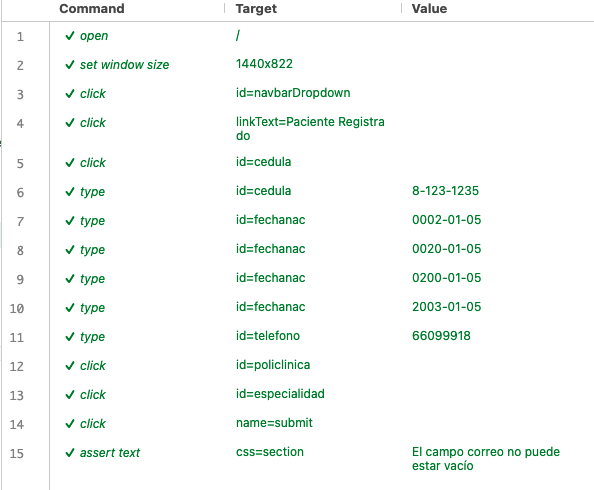 Command Target Value
1 ✓ open /
2 ✓ set window size 1440x822
3 ✓ click id=navbarDropdown
4 ✓ click linkText=Paciente Registra
do
5 ✓ click id=cedula
6 ✓ type id=cedula 8-123-1235
7 ✓ type id=fechanac 0002-01-05
8 ✓ type id=fechanac 0020-01-05
9 ✓ type id=fechanac 0200-01-05
10 ✓ type id=fechanac 2003-01-05
11 ✓ type id=telefono 66099918
12 ✓ click id=policlinica
13 ✓ click id=especialidad
14 ✓ click name=submit
15 ✓ assert text css=section El campo correo no puede
estar vacío